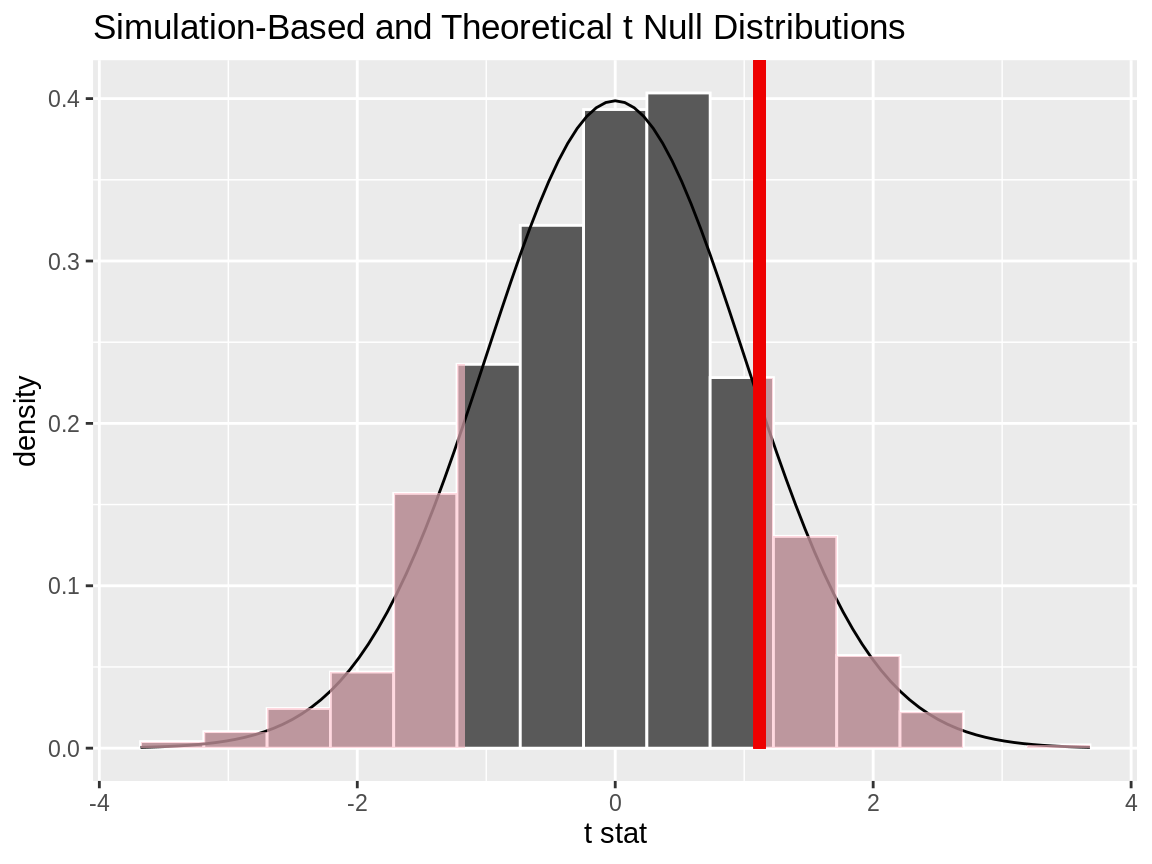 Simulation-Based and Theoretical t Null Distributions
0.4
0.3
0.2
0.1
0.0
density
-4 -2 0 2 4
t stat